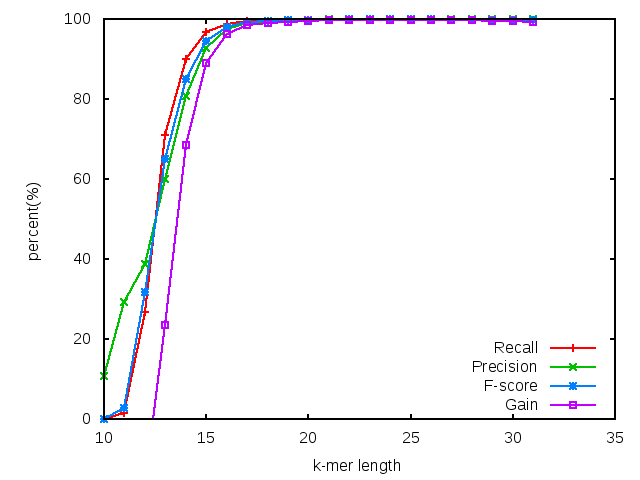 100
80
60
40
20
0
percent(%)
Recall
Precision
F-score
Gain
10 15 20 25 30 35
k-mer length